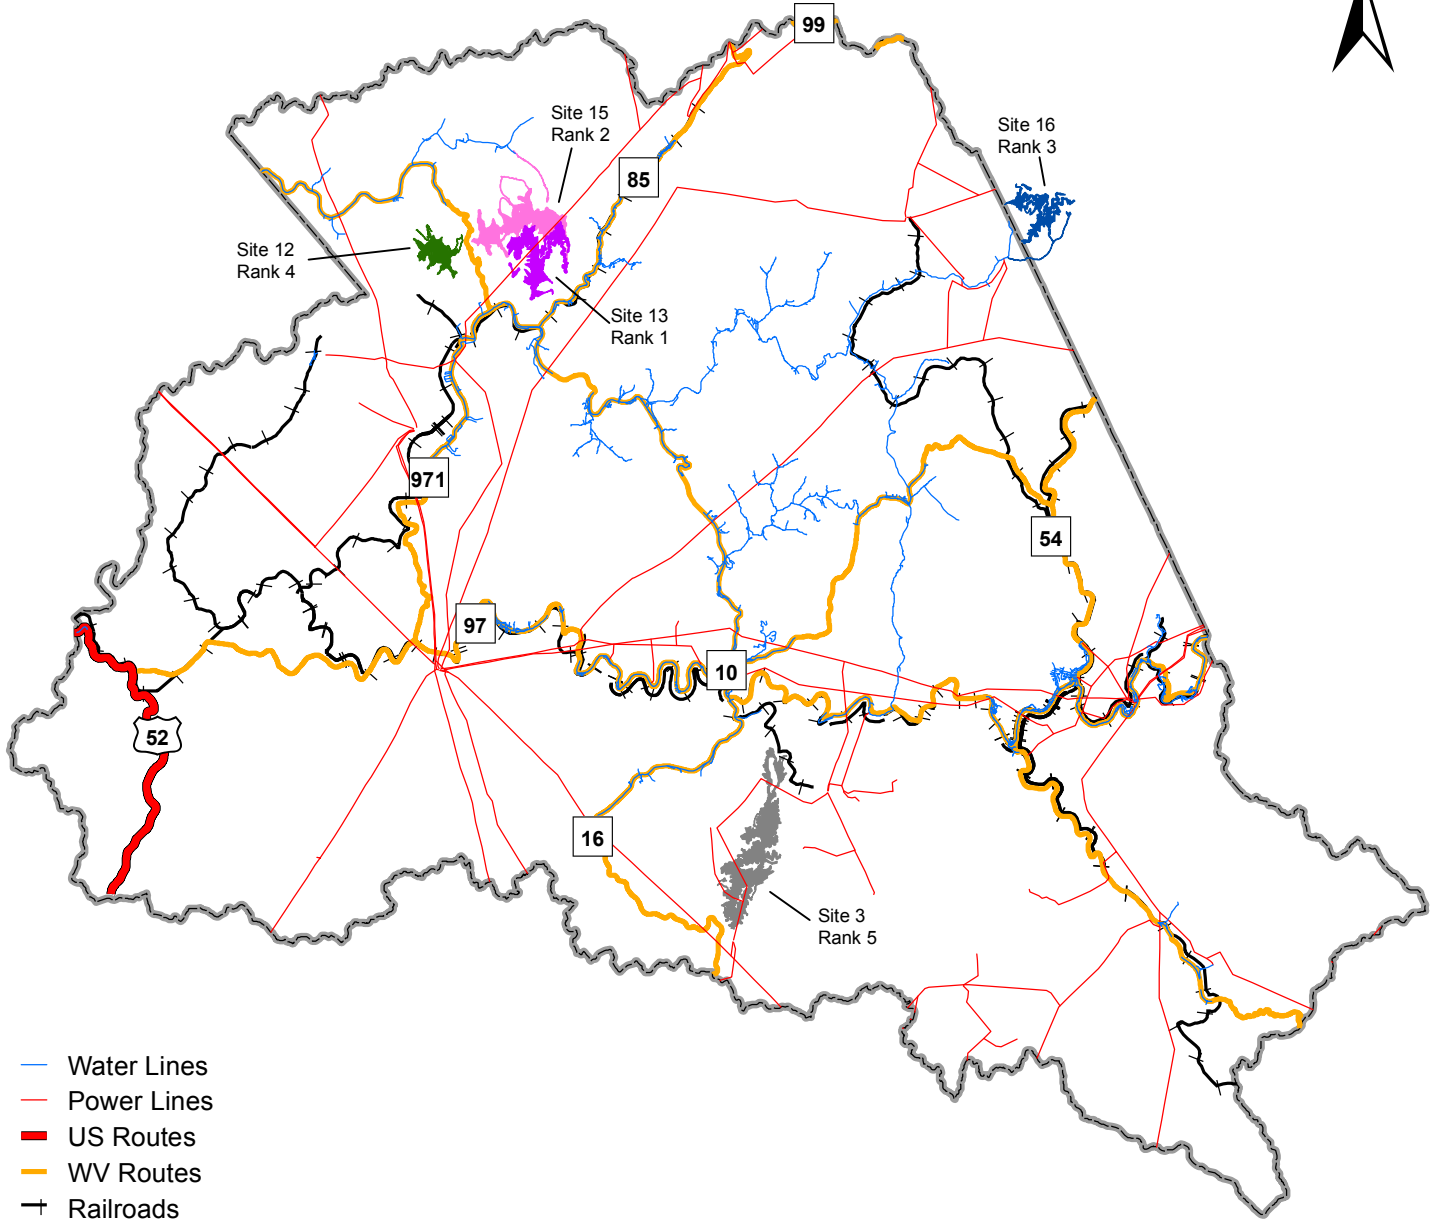 99
Site 15
Rank 2
Site 16
Rank 3
85
Site 12
Rank 4
Site 13
Rank 1
971
54
97
10
52
16
Site 3
Rank 5
Water Lines
Power Lines
US Routes
WV Routes
Railroads